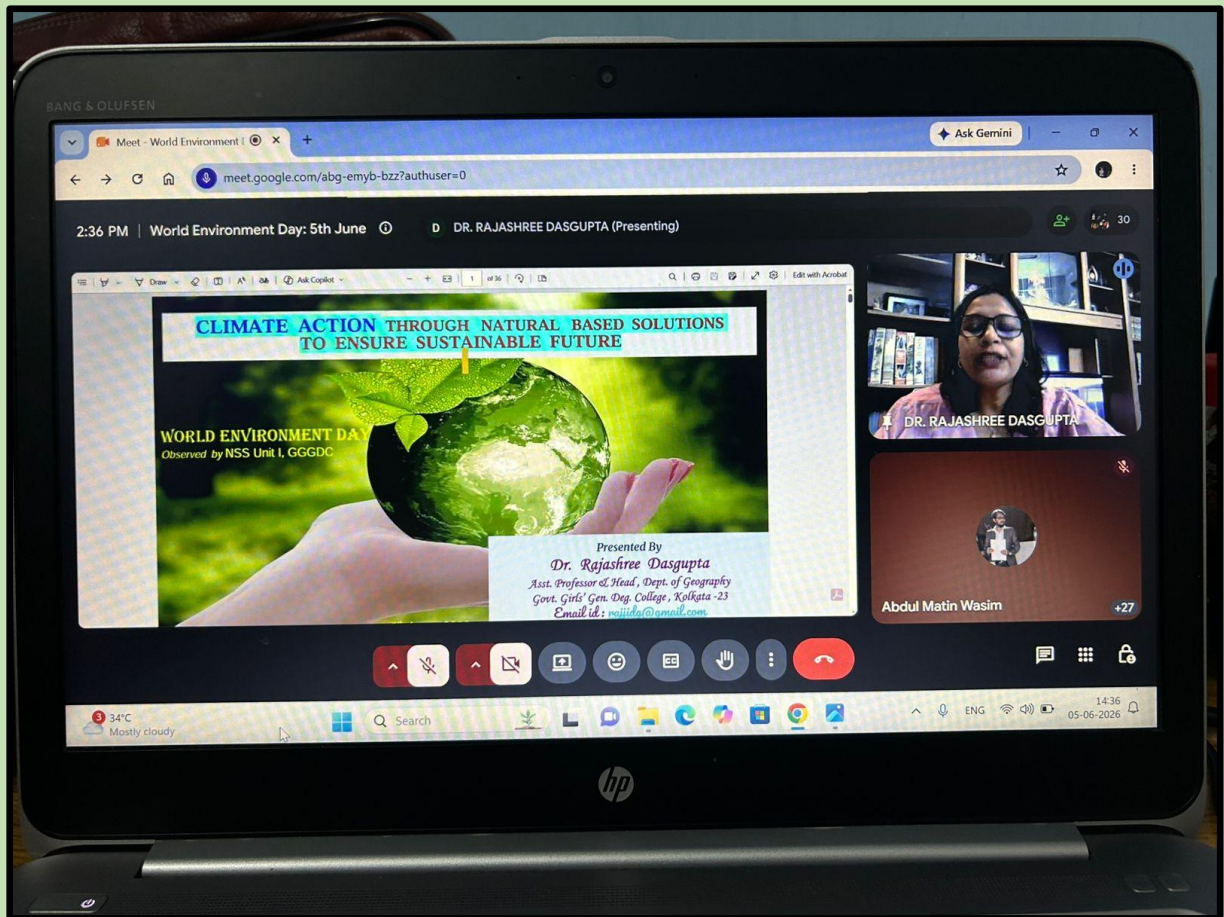 BANG & OLUFSEN
Meet - World Environment
Ask Gemini
meet.google.com/abg-emyb-bzz?authuser=0
2:36 PM | World Environment Day: 5th June
D DR. RAJASHREE DASGUPTA (Presenting)
30
Draw
Ask Copilot
1 of 36
Edit with Acrobat
CLIMATE ACTION THROUGH NATURAL BASED SOLUTIONS
TO ENSURE SUSTAINABLE FUTURE
WORLD ENVIRONMENT DAY
Observed by NSS Unit I, GGGDC
Presented By
Dr. Rajashree Dasgupta
Asst. Professor & Head, Dept. of Geography
Govt. Girls' Gen. Deg. College, Kolkata -23
Email id : rajjidg@gmail.com
DR. RAJASHREE DASGUPTA
Abdul Matin Wasim
+27
3
34°C
Mostly cloudy
Search
ENG
14:36
05-06-2026
hp